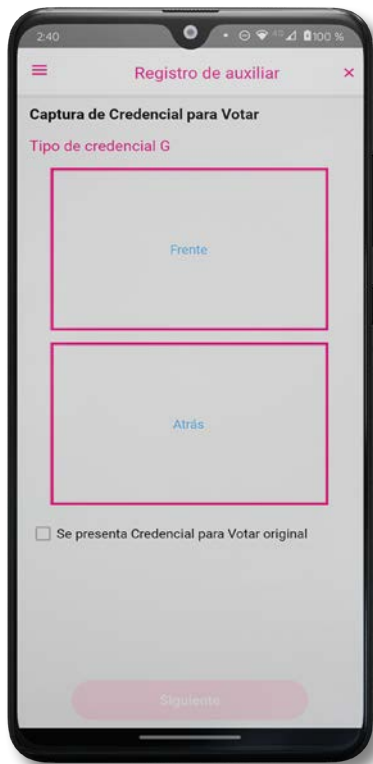 2:40
4G
100 %
Registro de auxiliar
Captura de Credencial para Votar
Tipo de credencial G
Frente
Atrás
Se presenta Credencial para Votar original
Siguiente